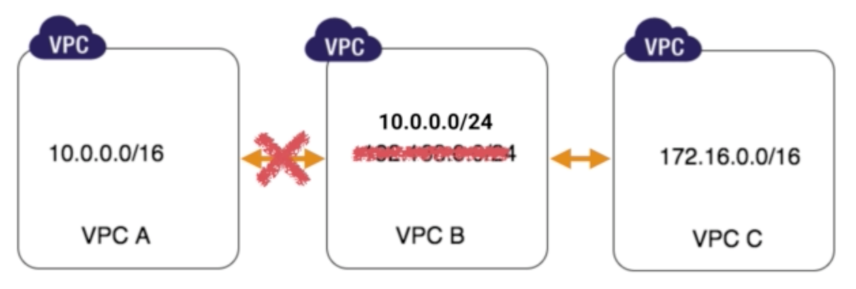 VPC
10.0.0.0/16
VPC A
VPC
10.0.0.0/24
VPC B
VPC
172.16.0.0/16
VPC C